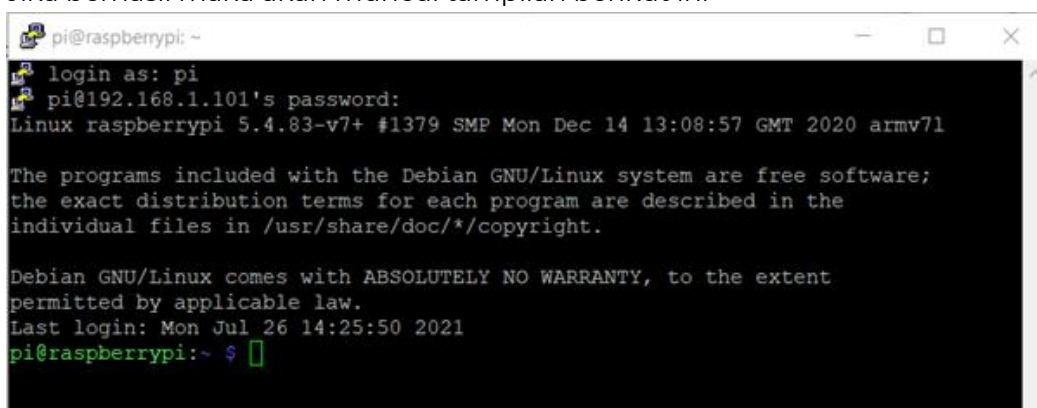 Jika berhasil maka akan muncul tampilan berikut ini
pi@raspberrypi: ~
login as: pi
pi@192.168.1.101's password:
Linux raspberrypi 5.4.83-v7+ #1379 SMP Mon Dec 14 13:08:57 GMT 2020 armv7l
The programs included with the Debian GNU/Linux system are free software;
the exact distribution terms for each program are described in the
individual files in /usr/share/doc/*/copyright.
Debian GNU/Linux comes with ABSOLUTELY NO WARRANTY, to the extent
permitted by applicable law.
Last login: Mon Jul 26 14:25:50 2021
pi@raspberrypi:~ $